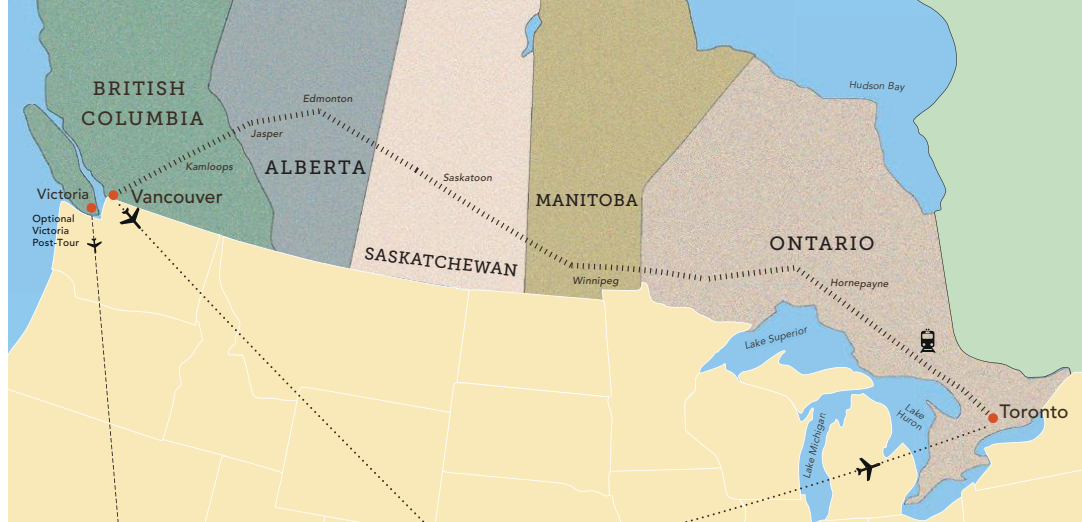 Hudson Bay
BRITISH
COLUMBIA
Edmonton
Jasper
Kamloops
ALBERTA
Saskatoon
Victoria
Vancouver
MANITOBA
Optional
Victoria
Post-Tour
ONTARIO
SASKATCHEWAN
Winnipeg
Hornepayne
Lake Superior
Lake
Huron
Toronto
Lake Michigan